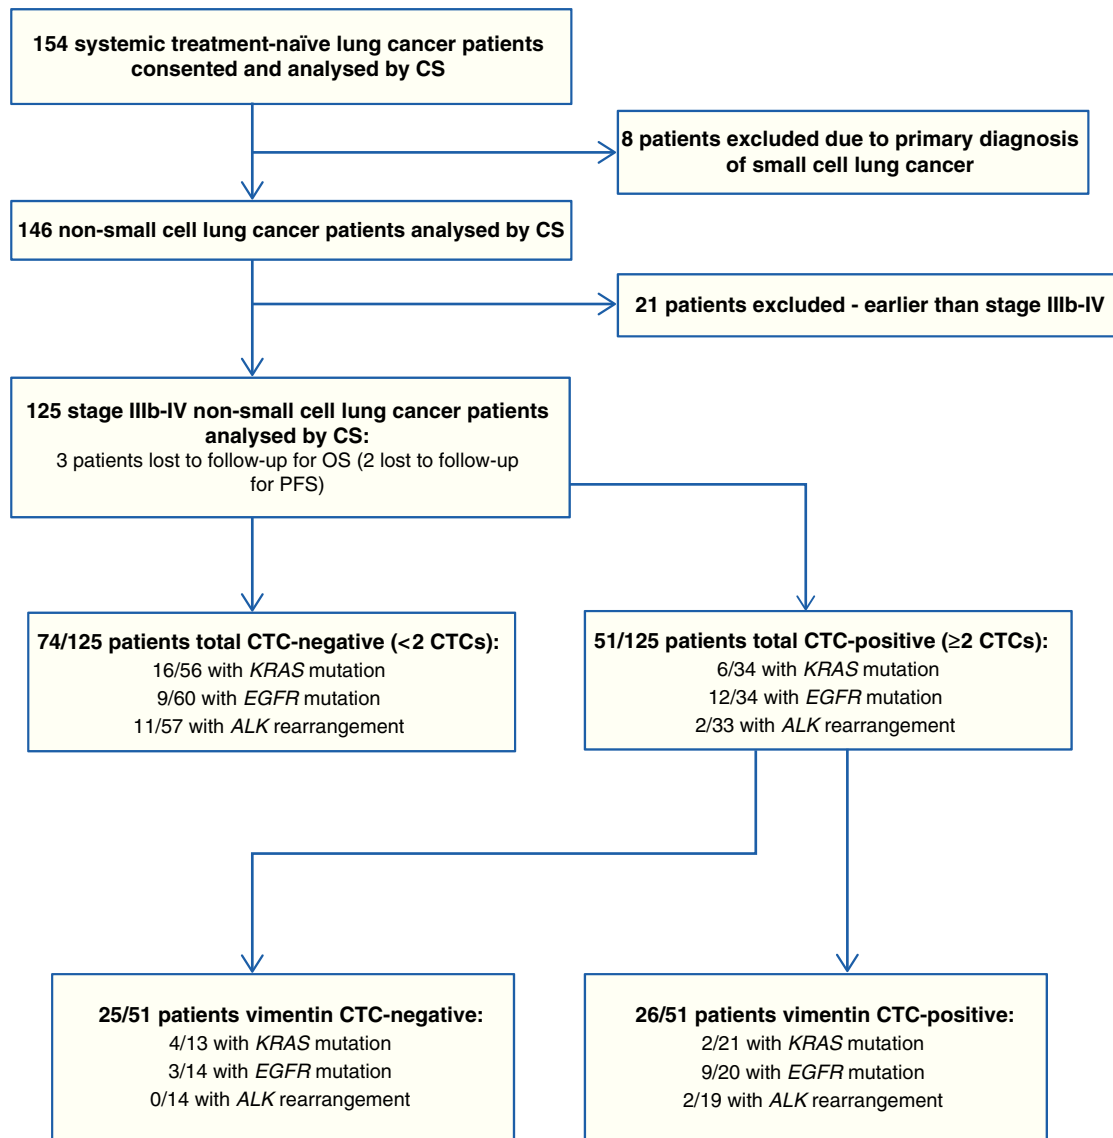 154 systemic treatment-naïve lung cancer patients
consented and analysed by CS
8 patients excluded due to primary diagnosis
of small cell lung cancer
146 non-small cell lung cancer patients analysed by CS
21 patients excluded - earlier than stage IIIb-IV
125 stage IIIb-IV non-small cell lung cancer patients
analysed by CS:
3 patients lost to follow-up for OS (2 lost to follow-up
for PFS)
74/125 patients total CTC-negative (<2 CTCs):
16/56 with KRAS mutation
9/60 with EGFR mutation
11/57 with ALK rearrangement
51/125 patients total CTC-positive (≥2 CTCs):
6/34 with KRAS mutation
12/34 with EGFR mutation
2/33 with ALK rearrangement
25/51 patients vimentin CTC-negative:
4/13 with KRAS mutation
3/14 with EGFR mutation
0/14 with ALK rearrangement
26/51 patients vimentin CTC-positive:
2/21 with KRAS mutation
9/20 with EGFR mutation
2/19 with ALK rearrangement